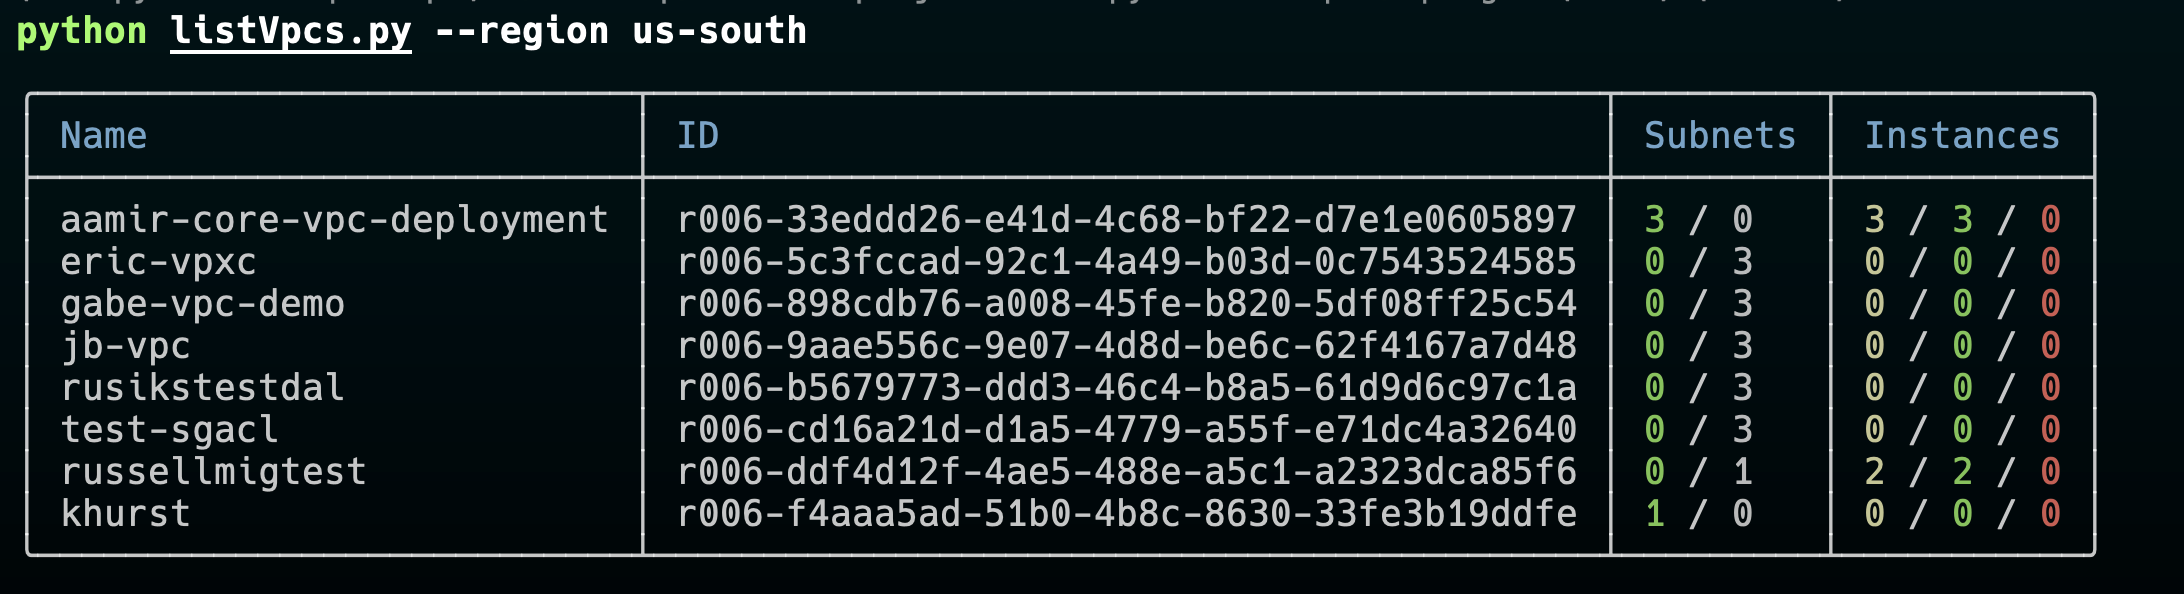 python listVpcs.py --region us-south
Name ID Subnets Instances
aamir-core-vpc-deployment r006-33eddd26-e41d-4c68-bf22-d7e1e0605897 3 / 0 3 / 3 / 0
eric-vpxc r006-5c3fccad-92c1-4a49-b03d-0c7543524585 0 / 3 0 / 0 / 0
gabe-vpc-demo r006-898cdb76-a008-45fe-b820-5df08ff25c54 0 / 3 0 / 0 / 0
jb-vpc r006-9aae556c-9e07-4d8d-be6c-62f4167a7d48 0 / 3 0 / 0 / 0
rusikstestdal r006-b5679773-ddd3-46c4-b8a5-61d9d6c97c1a 0 / 3 0 / 0 / 0
test-sgacl r006-cd16a21d-d1a5-4779-a55f-e71dc4a32640 0 / 3 0 / 0 / 0
russellmigtest r006-ddf4d12f-4ae5-488e-a5c1-a2323dca85f6 0 / 1 2 / 2 / 0
khurst r006-f4aaa5ad-51b0-4b8c-8630-33fe3b19ddfe 1 / 0 0 / 0 / 0